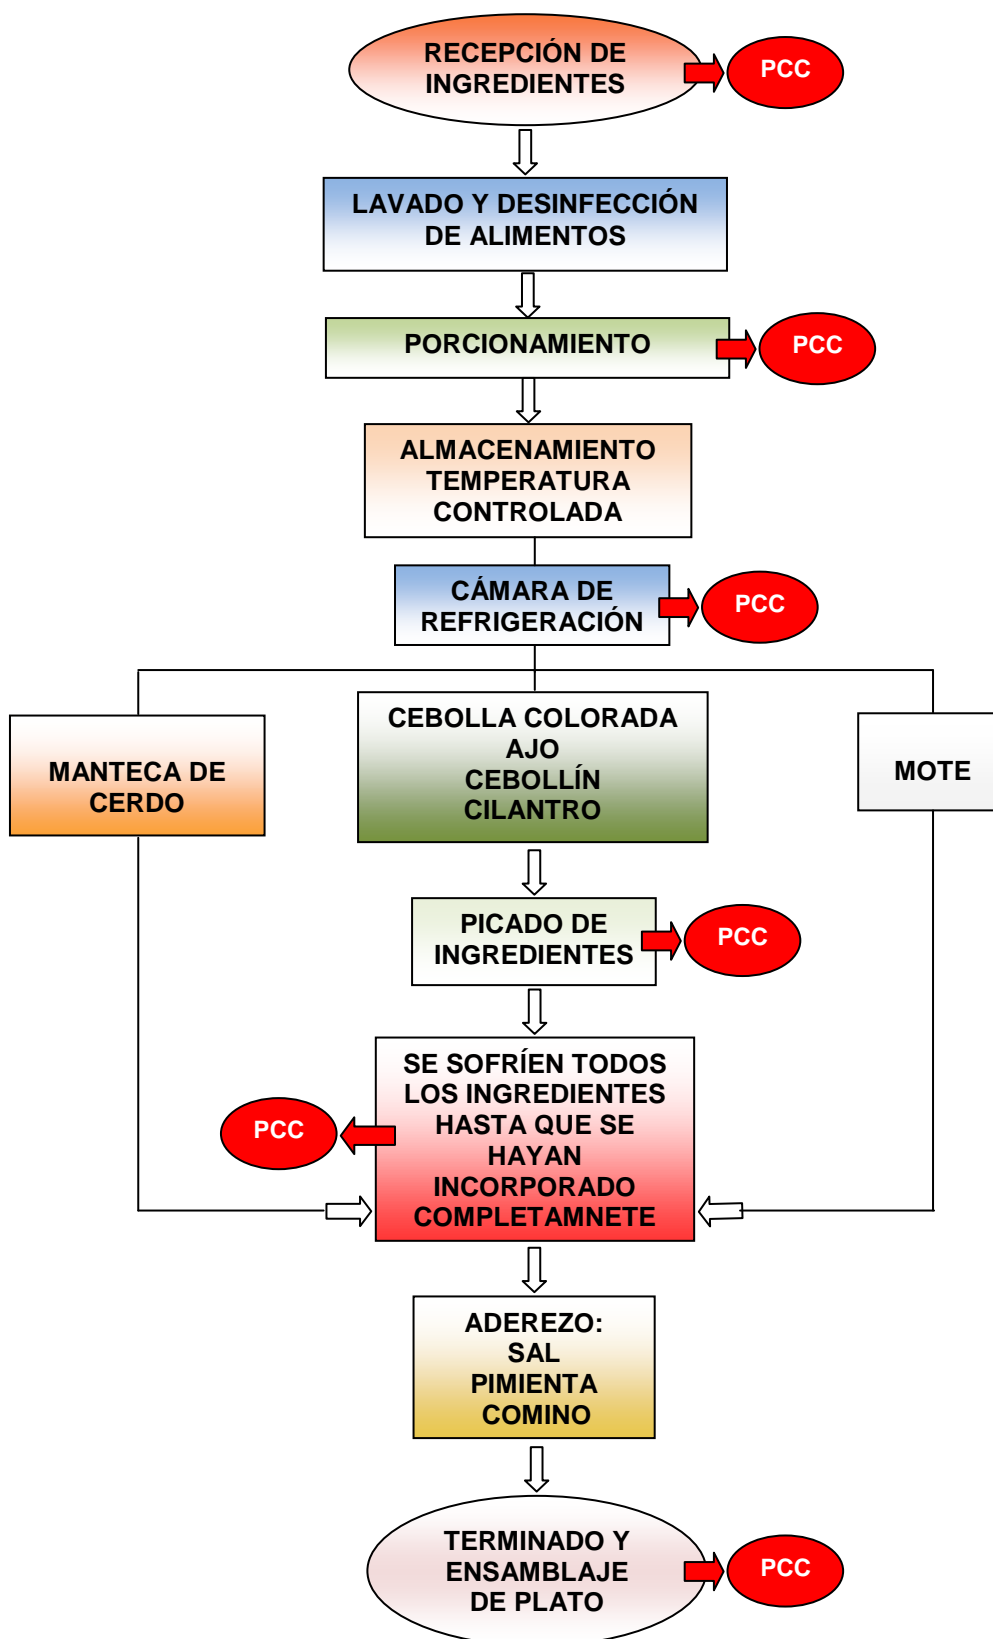 RECEPCIÓN DE
INGREDIENTES
PCC
LAVADO Y DESINFECCIÓN
DE ALIMENTOS
PORCIONAMIENTO
PCC
ALMACENAMIENTO
TEMPERATURA
CONTROLADA
CÁMARA DE
REFRIGERACIÓN
PCC
MANTECA DE
CERDO
CEBOLLA COLORADA
AJO
CEBOLLÍN
CILANTRO
MOTE
PICADO DE
INGREDIENTES
PCC
SE SOFRÍEN TODOS
LOS INGREDIENTES
HASTA QUE SE
HAYAN
INCORPORADO
COMPLETAMNETE
PCC
ADEREZO:
SAL
PIMIENTA
COMINO
TERMINADO Y
ENSAMBLAJE
DE PLATO
PCC